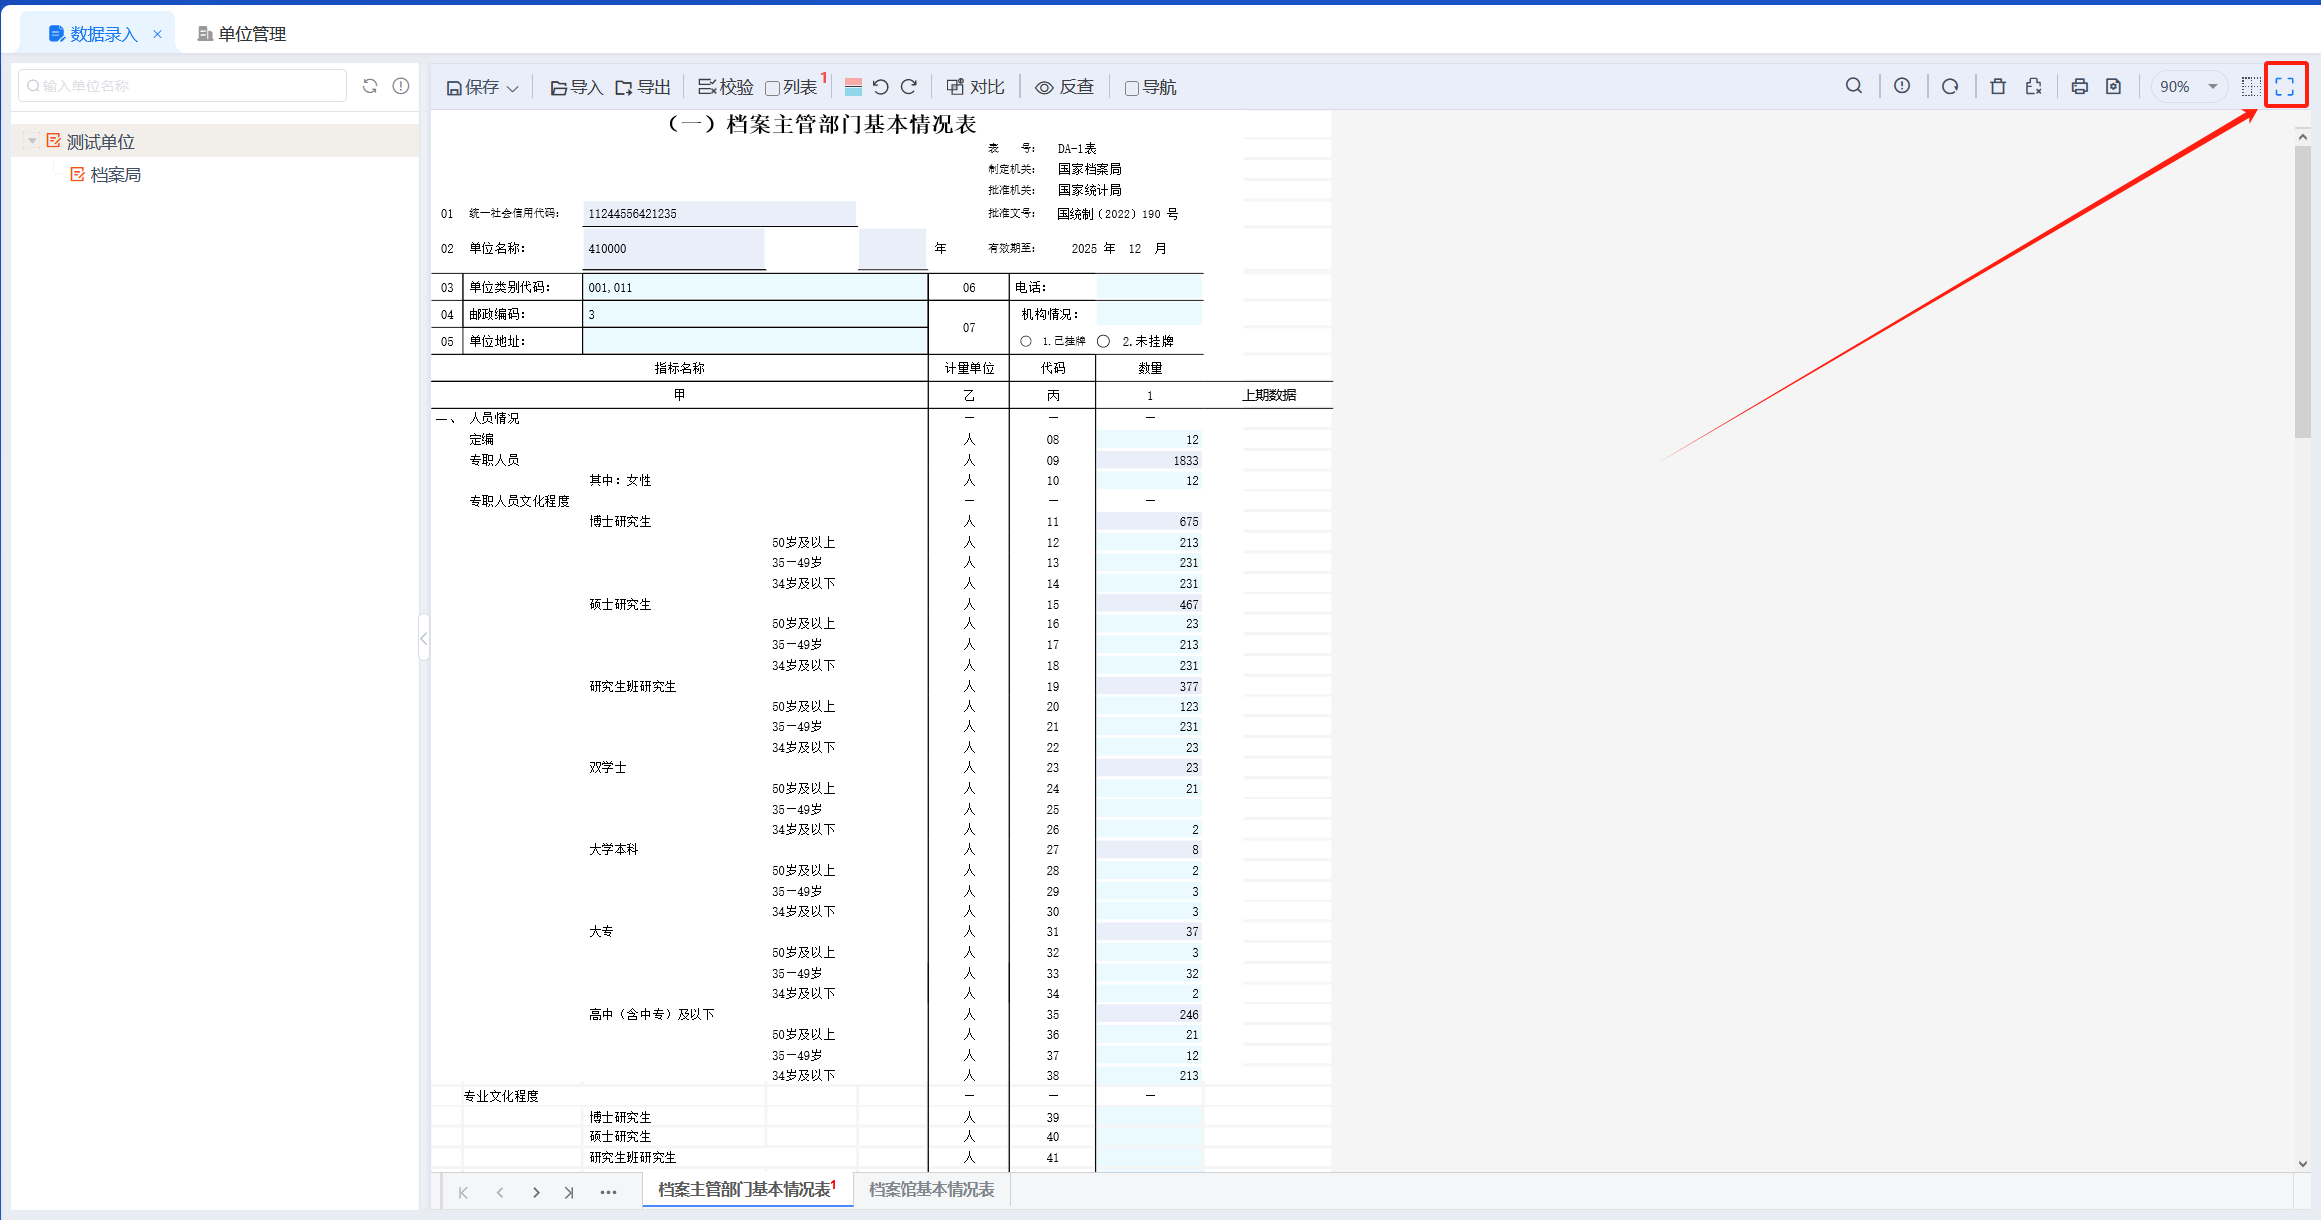 数据录入 × 单位管理
输入单位名称
测试单位
档案局
保存 导入 导出 校验 列表 1 对比 反查 导航 90%
（一）档案主管部门基本情况表
表 号： DA-1表
制定机关： 国家档案局
批准机关： 国家统计局
01 统一社会信用代码： 11244556421235 批准文号： 国统制（2022）190 号
02 单位名称： 410000 年 有效期至： 2025 年 12 月
03 单位类别代码： 001,011 06 电话：
04 邮政编码： 3 07 机构情况：
05 单位地址： 1.已挂牌 2.未挂牌
指标名称 计量单位 代码 数量
甲 乙 丙 1 上期数据
一、 人员情况 — — —
定编 人 08 12
专职人员 人 09 1833
其中：女性 人 10 12
专职人员文化程度 — — —
博士研究生 人 11 675
50岁及以上 人 12 213
35—49岁 人 13 231
34岁及以下 人 14 231
硕士研究生 人 15 467
50岁及以上 人 16 23
35—49岁 人 17 213
34岁及以下 人 18 231
研究生班研究生 人 19 377
50岁及以上 人 20 123
35—49岁 人 21 231
34岁及以下 人 22 23
双学士 人 23 23
50岁及以上 人 24 21
35—49岁 人 25
34岁及以下 人 26 2
大学本科 人 27 8
50岁及以上 人 28 2
35—49岁 人 29 3
34岁及以下 人 30 3
大专 人 31 37
50岁及以上 人 32 3
35—49岁 人 33 32
34岁及以下 人 34 2
高中（含中专）及以下 人 35 246
50岁及以上 人 36 21
35—49岁 人 37 12
34岁及以下 人 38 213
专业文化程度 — — —
博士研究生 人 39
硕士研究生 人 40
研究生班研究生 人 41
档案主管部门基本情况表 1 档案馆基本情况表